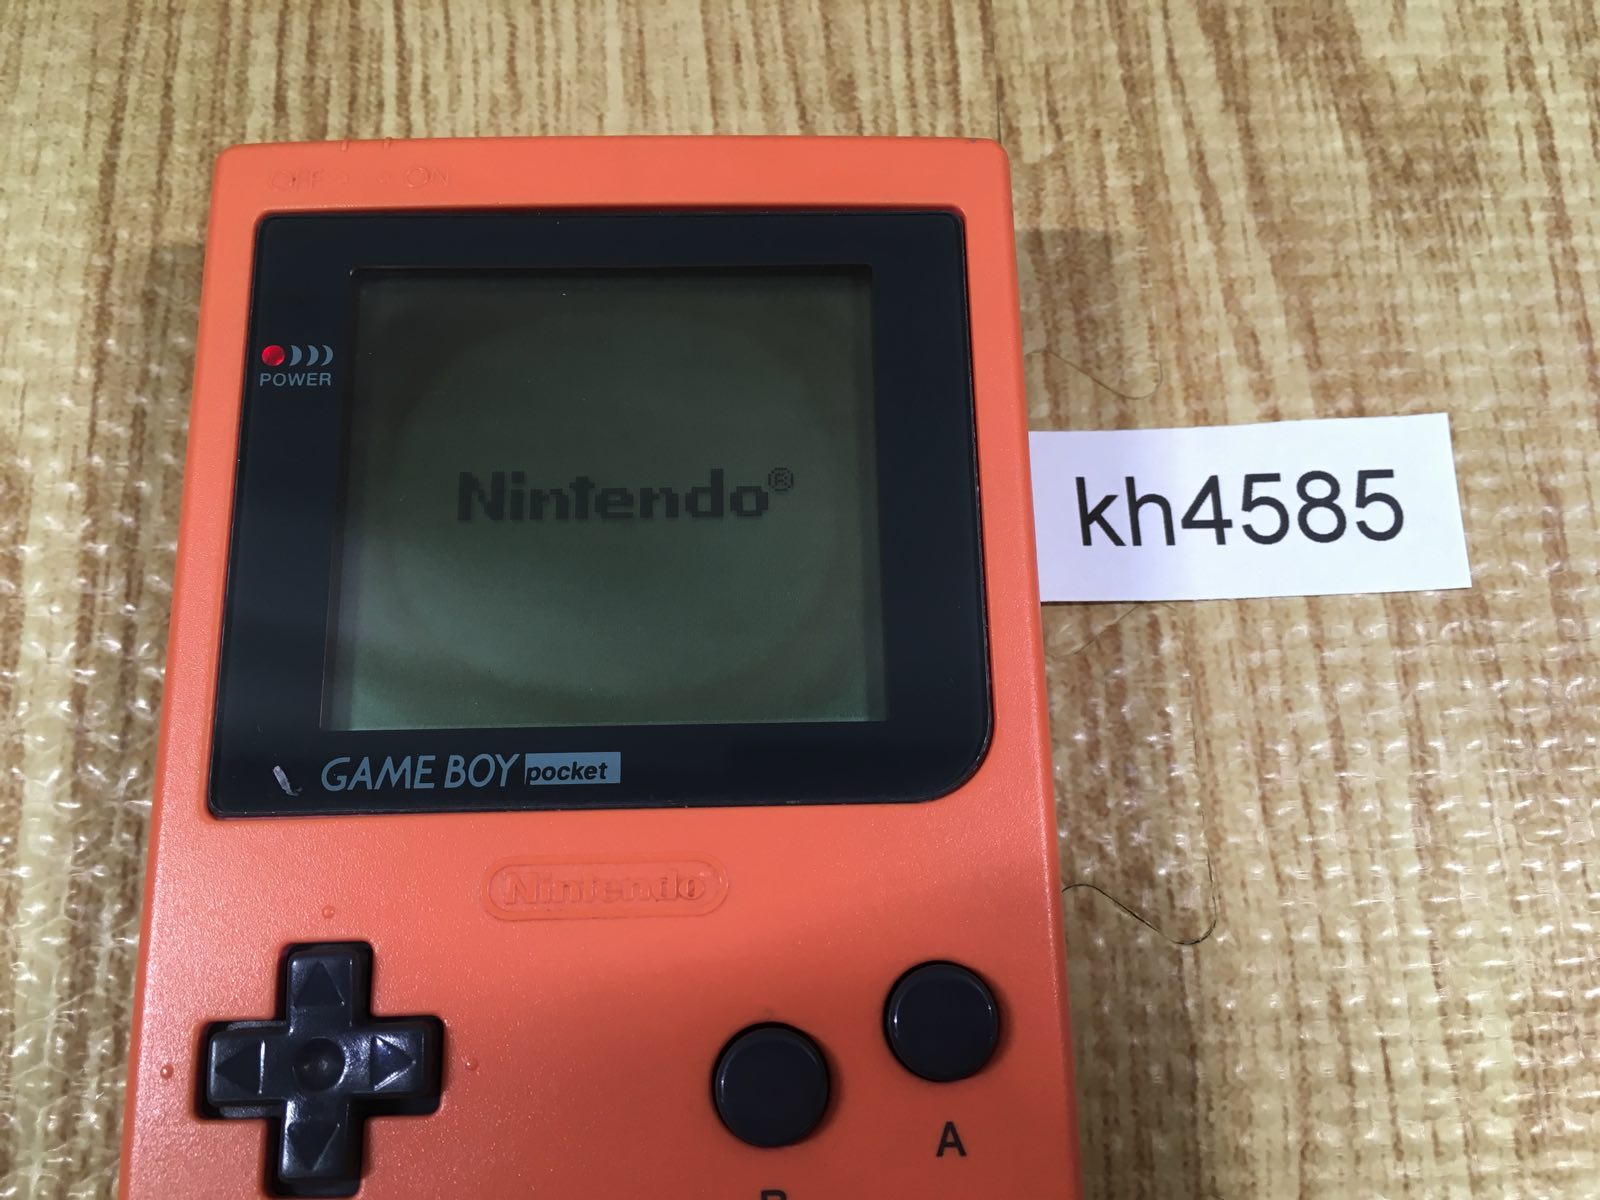 OFF ON
POWER
Nintendo®
kh4585
GAME BOY pocket
Nintendo®
A
B